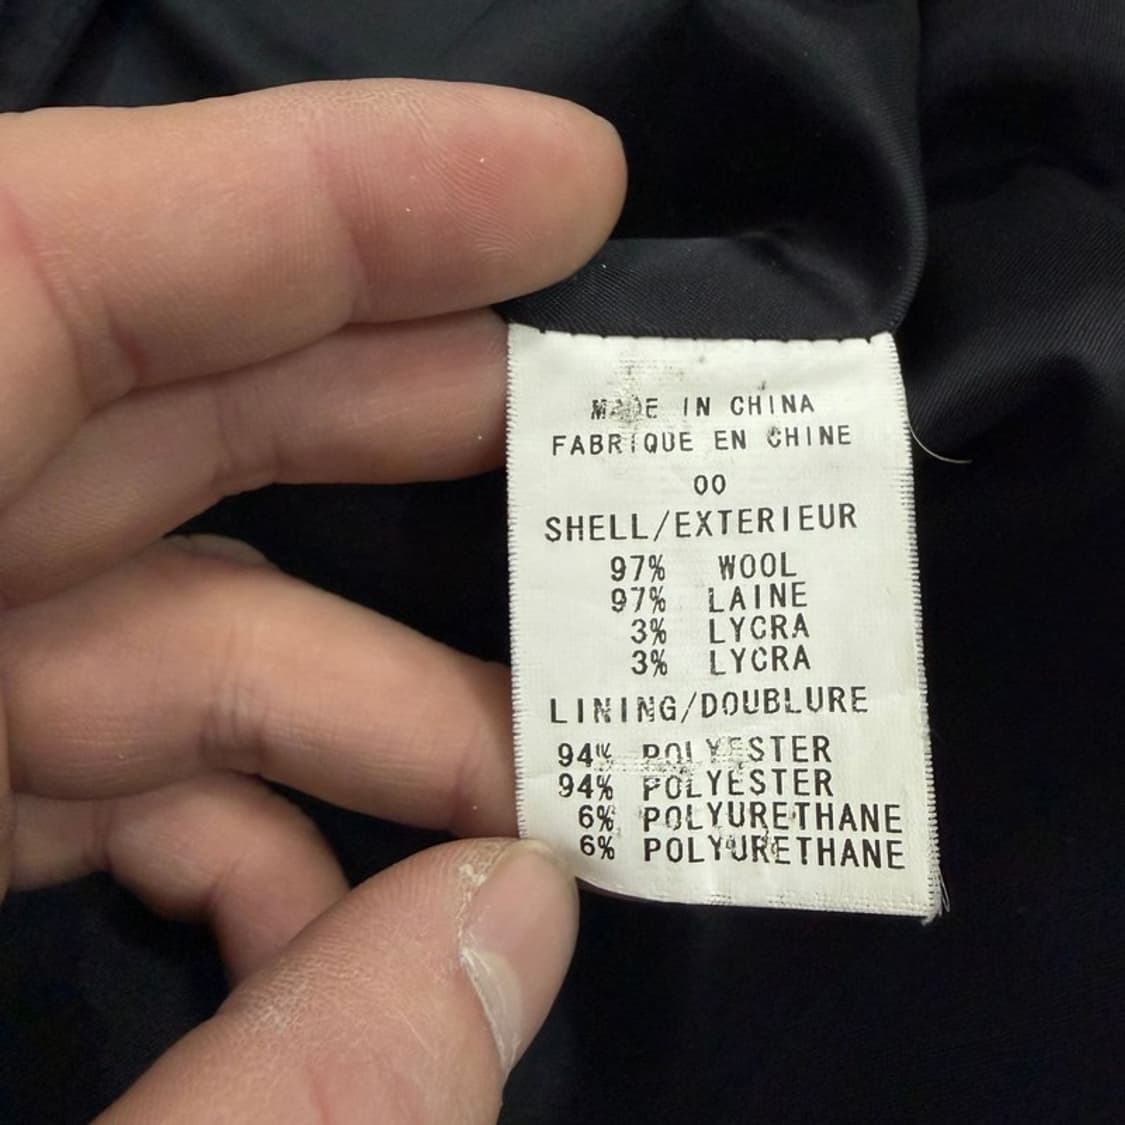 MADE IN CHINA
FABRIQUE EN CHINE
00
SHELL/EXTERIEUR
97% WOOL
97% LAINE
3% LYCRA
3% LYCRA
LINING/DOUBLURE
94% POLYESTER
94% POLYESTER
6% POLYURETHANE
6% POLYURETHANE